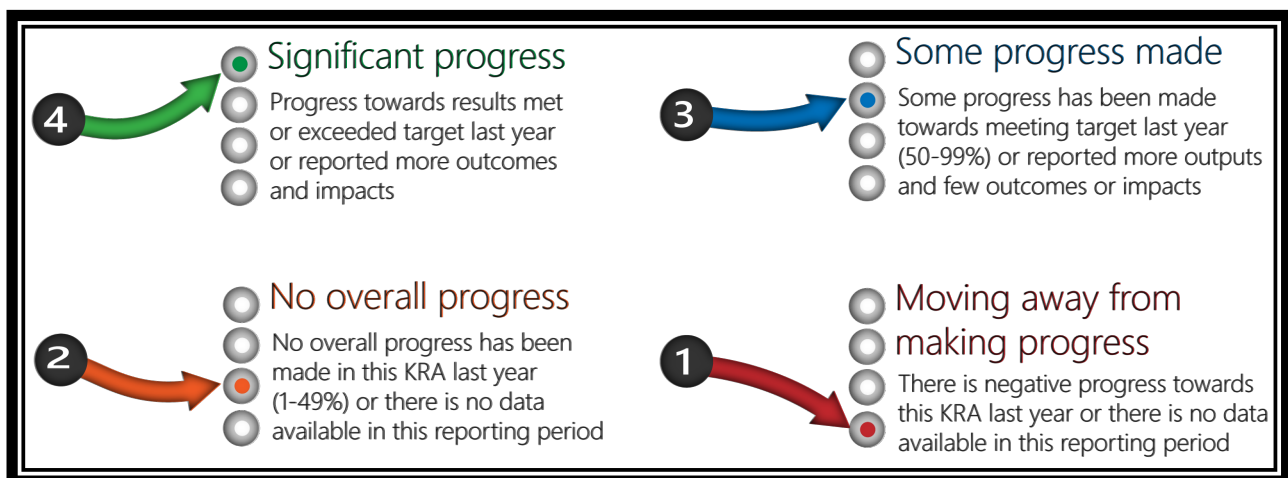 4
Significant progress
Progress towards results met
or exceeded target last year
or reported more outcomes
and impacts
3
Some progress made
Some progress has been made
towards meeting target last year
(50-99%) or reported more outputs
and few outcomes or impacts
2
No overall progress
No overall progress has been
made in this KRA last year
(1-49%) or there is no data
available in this reporting period
1
Moving away from
making progress
There is negative progress towards
this KRA last year or there is no data
available in this reporting period